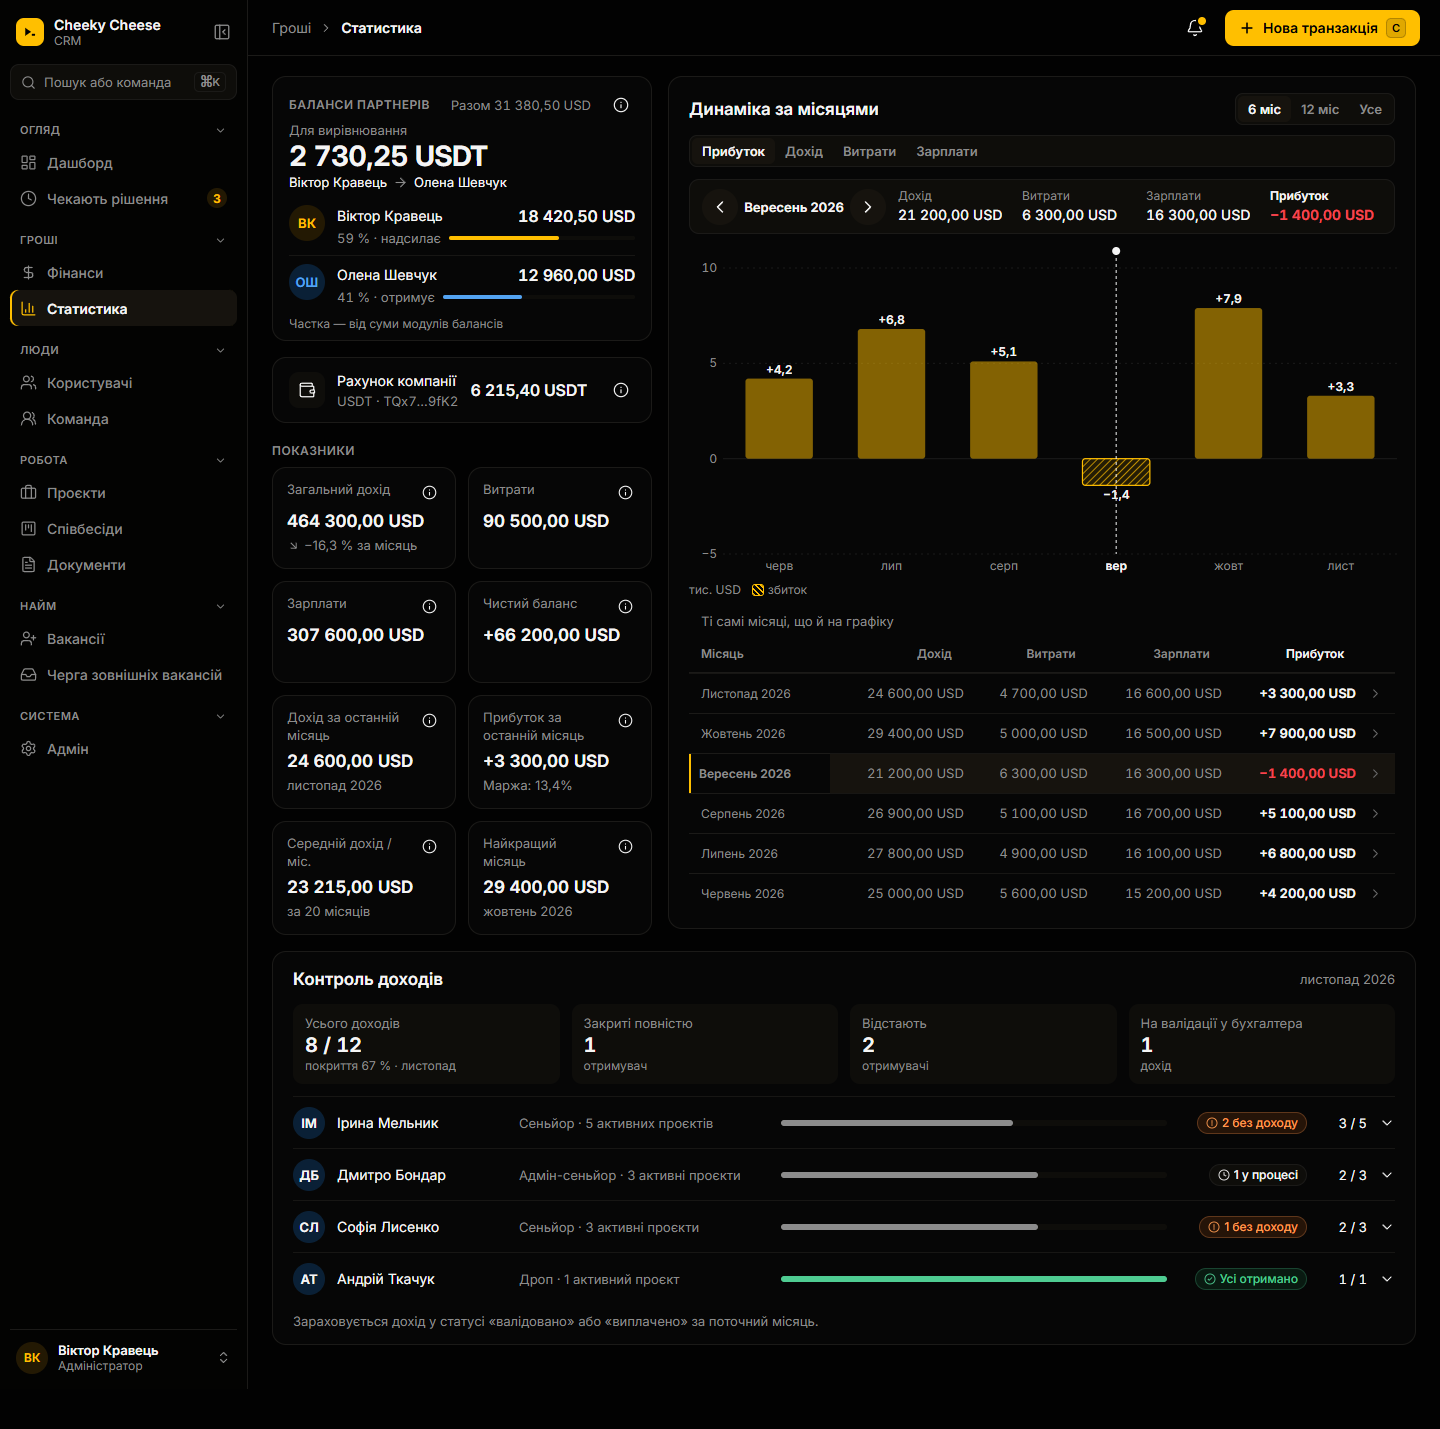 Cheeky Cheese
CRM
Пошук або команда ⌘K
ОГЛЯД
Дашборд
Чекають рішення 3
ГРОШІ
Фінанси
Статистика
ЛЮДИ
Користувачі
Команда
РОБОТА
Проєкти
Співбесіди
Документи
НАЙМ
Вакансії
Черга зовнішніх вакансій
СИСТЕМА
Адмін
ВК Віктор Кравець
Адміністратор
Гроші > Статистика
+ Нова транзакція C
БАЛАНСИ ПАРТНЕРІВ Разом 31 380,50 USD
Для вирівнювання
2 730,25 USDT
Віктор Кравець → Олена Шевчук
ВК Віктор Кравець 18 420,50 USD
59 % · надсилає
ОШ Олена Шевчук 12 960,00 USD
41 % · отримує
Частка — від суми модулів балансів
Рахунок компанії 6 215,40 USDT
USDT · TQx7...9fK2
ПОКАЗНИКИ
Загальний дохід
464 300,00 USD
−16,3 % за місяць
Витрати
90 500,00 USD
Зарплати
307 600,00 USD
Чистий баланс
+66 200,00 USD
Дохід за останній
місяць
24 600,00 USD
листопад 2026
Прибуток за
останній місяць
+3 300,00 USD
Маржа: 13,4%
Середній дохід /
міс.
23 215,00 USD
за 20 місяців
Найкращий
місяць
29 400,00 USD
жовтень 2026
Динаміка за місяцями
6 міс 12 міс Усе
Прибуток Дохід Витрати Зарплати
Вересень 2026
Дохід
21 200,00 USD
Витрати
6 300,00 USD
Зарплати
16 300,00 USD
Прибуток
−1 400,00 USD
10
5
0
−5
+4,2
+6,8
+5,1
−1,4
+7,9
+3,3
черв лип серп вер жовт лист
тис. USD збиток
Ті самі місяці, що й на графіку
Місяць Дохід Витрати Зарплати Прибуток
Листопад 2026 24 600,00 USD 4 700,00 USD 16 600,00 USD +3 300,00 USD
Жовтень 2026 29 400,00 USD 5 000,00 USD 16 500,00 USD +7 900,00 USD
Вересень 2026 21 200,00 USD 6 300,00 USD 16 300,00 USD −1 400,00 USD
Серпень 2026 26 900,00 USD 5 100,00 USD 16 700,00 USD +5 100,00 USD
Липень 2026 27 800,00 USD 4 900,00 USD 16 100,00 USD +6 800,00 USD
Червень 2026 25 000,00 USD 5 600,00 USD 15 200,00 USD +4 200,00 USD
Контроль доходів листопад 2026
Усього доходів
8 / 12
покриття 67 % · листопад
Закриті повністю
1
отримувач
Відстають
2
отримувачі
На валідації у бухгалтера
1
дохід
ІМ Ірина Мельник Сеньйор · 5 активних проєктів 2 без доходу 3 / 5
ДБ Дмитро Бондар Адмін-сеньйор · 3 активні проєкти 1 у процесі 2 / 3
СЛ Софія Лисенко Сеньйор · 3 активні проєкти 1 без доходу 2 / 3
АТ Андрій Ткачук Дроп · 1 активний проєкт Усі отримано 1 / 1
Зараховується дохід у статусі «валідовано» або «виплачено» за поточний місяць.